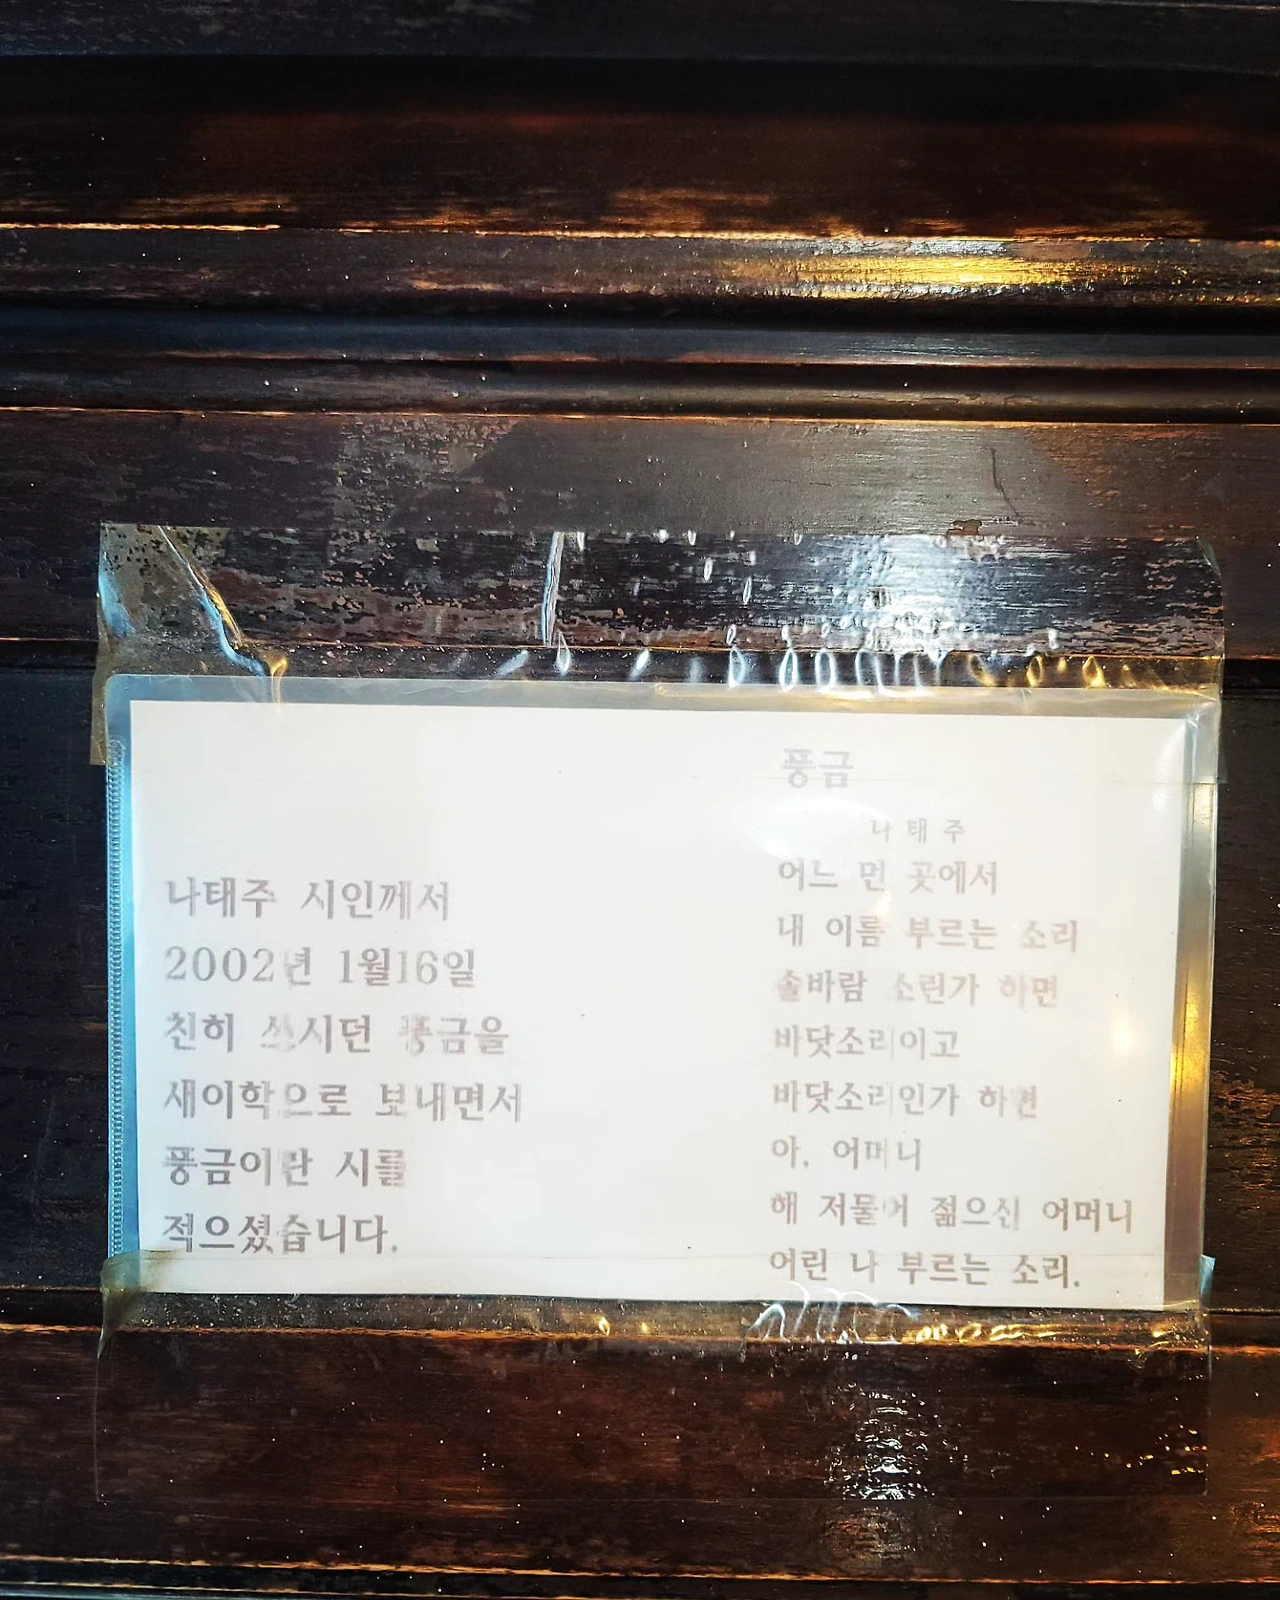 나태주 시인께서
2002년 1월16일
친히 쓰시던 풍금을
새이학으로 보내면서
풍금이란 시를
적으셨습니다.
풍금
나 태 주
어느 먼 곳에서
내 이름 부르는 소리
솔바람 소린가 하면
바닷소리이고
바닷소리인가 하면
아, 어머니
해 저물어 젊으신 어머니
어린 나 부르는 소리.